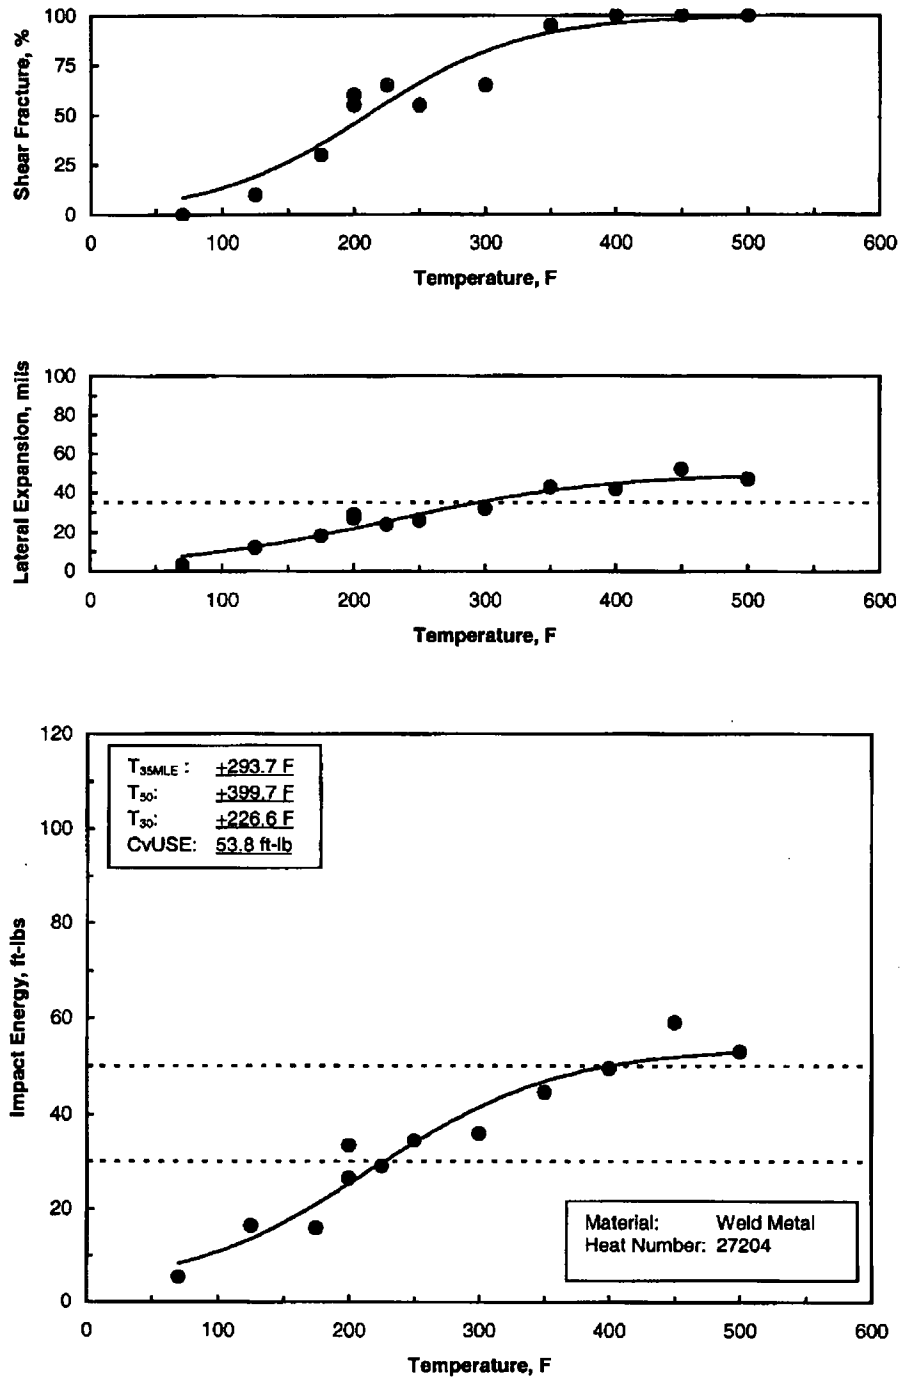 Shear Fracture, %
100
75
50
25
0
0 100 200 300 400 500 600
Temperature, F
Lateral Expansion, mils
100
80
60
40
20
0
0 100 200 300 400 500 600
Temperature, F
Impact Energy, ft-lbs
120
100
80
60
40
20
0
T35MLE : +293.7 F
T50: +399.7 F
T30: +226.6 F
CvUSE: 53.8 ft-lb
Material: Weld Metal
Heat Number: 27204
0 100 200 300 400 500 600
Temperature, F